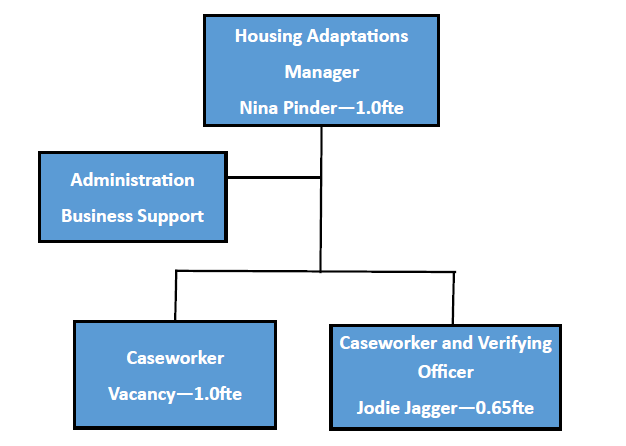 Housing Adaptations
Manager
Nina Pinder—1.0fte
Administration
Business Support
Caseworker
Vacancy—1.0fte
Caseworker and Verifying
Officer
Jodie Jagger—0.65fte